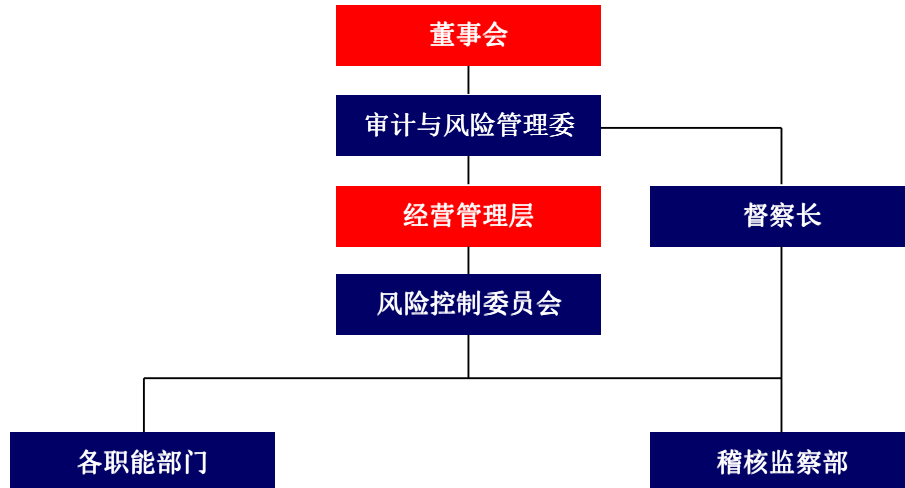 董事会
审计与风险管理委
经营管理层
督察长
风险控制委员会
各职能部门
稽核监察部